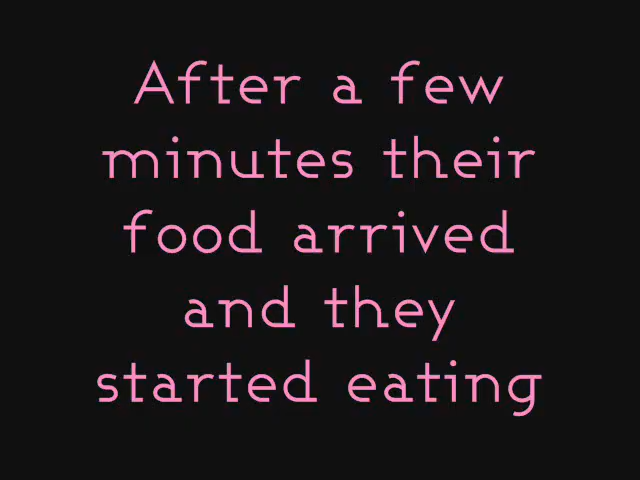 After a few
minutes their
food arrived
and they
started eating